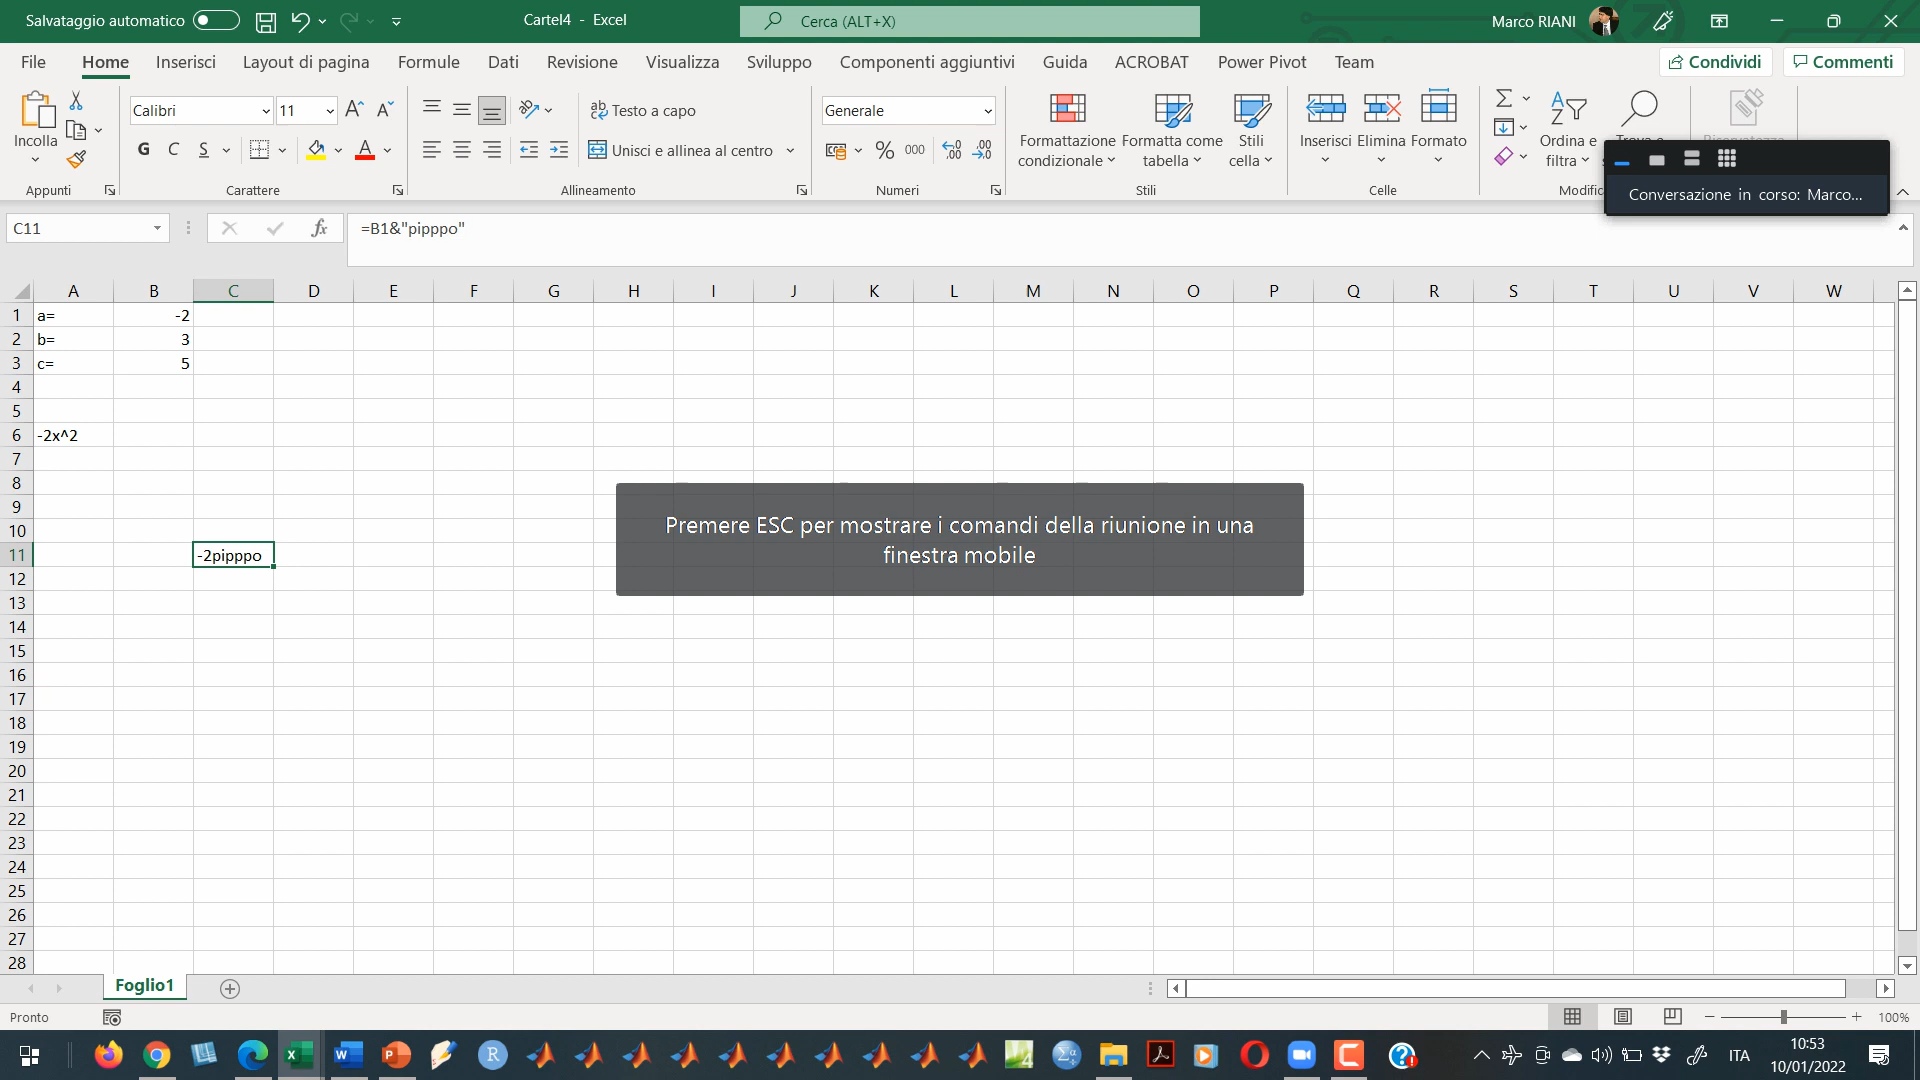 Salvataggio automatico
Cartel4 - Excel
Cerca (ALT+X)
Marco RIANI
File Home Inserisci Layout di pagina Formule Dati Revisione Visualizza Sviluppo Componenti aggiuntivi Guida ACROBAT Power Pivot Team Condividi Commenti
Incolla
Appunti
Calibri 11
G C S
Carattere
Testo a capo
Unisci e allinea al centro
Allineamento
Generale
% 000
Numeri
Formattazione condizionale
Formatta come tabella
Stili cella
Stili
Inserisci Elimina Formato
Celle
Ordina e filtra
Conversazione in corso: Marco...
C11
fx
=B1&"pipppo"
A B C D E F G H I J K L M N O P Q R S T U V W
1 a= -2
2 b= 3
3 c= 5
4
5
6 -2x^2
7
8
9
10
11 -2pipppo
12
13
14
15
16
17
18
19
20
21
22
23
24
25
26
27
28
Premere ESC per mostrare i comandi della riunione in una
finestra mobile
Foglio1
Pronto
100%
ITA
10:53
10/01/2022